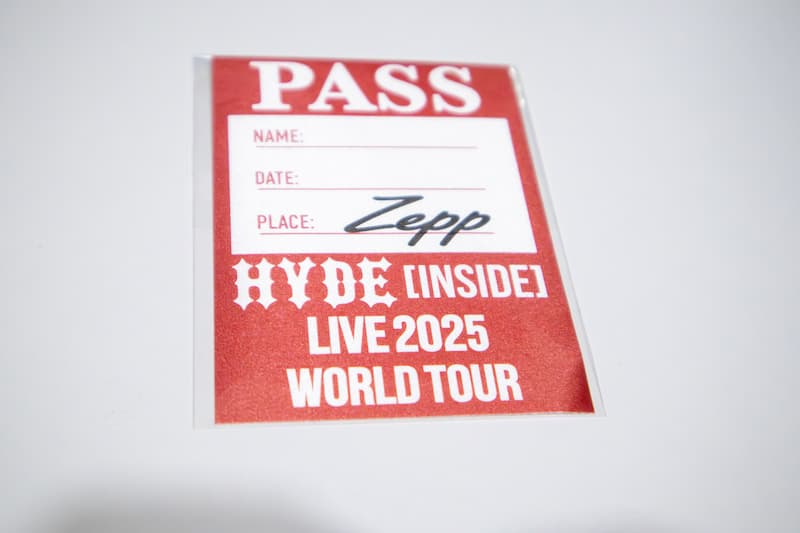 PASS
NAME:
DATE:
PLACE: Zepp
HYDE [INSIDE]
LIVE 2025
WORLD TOUR